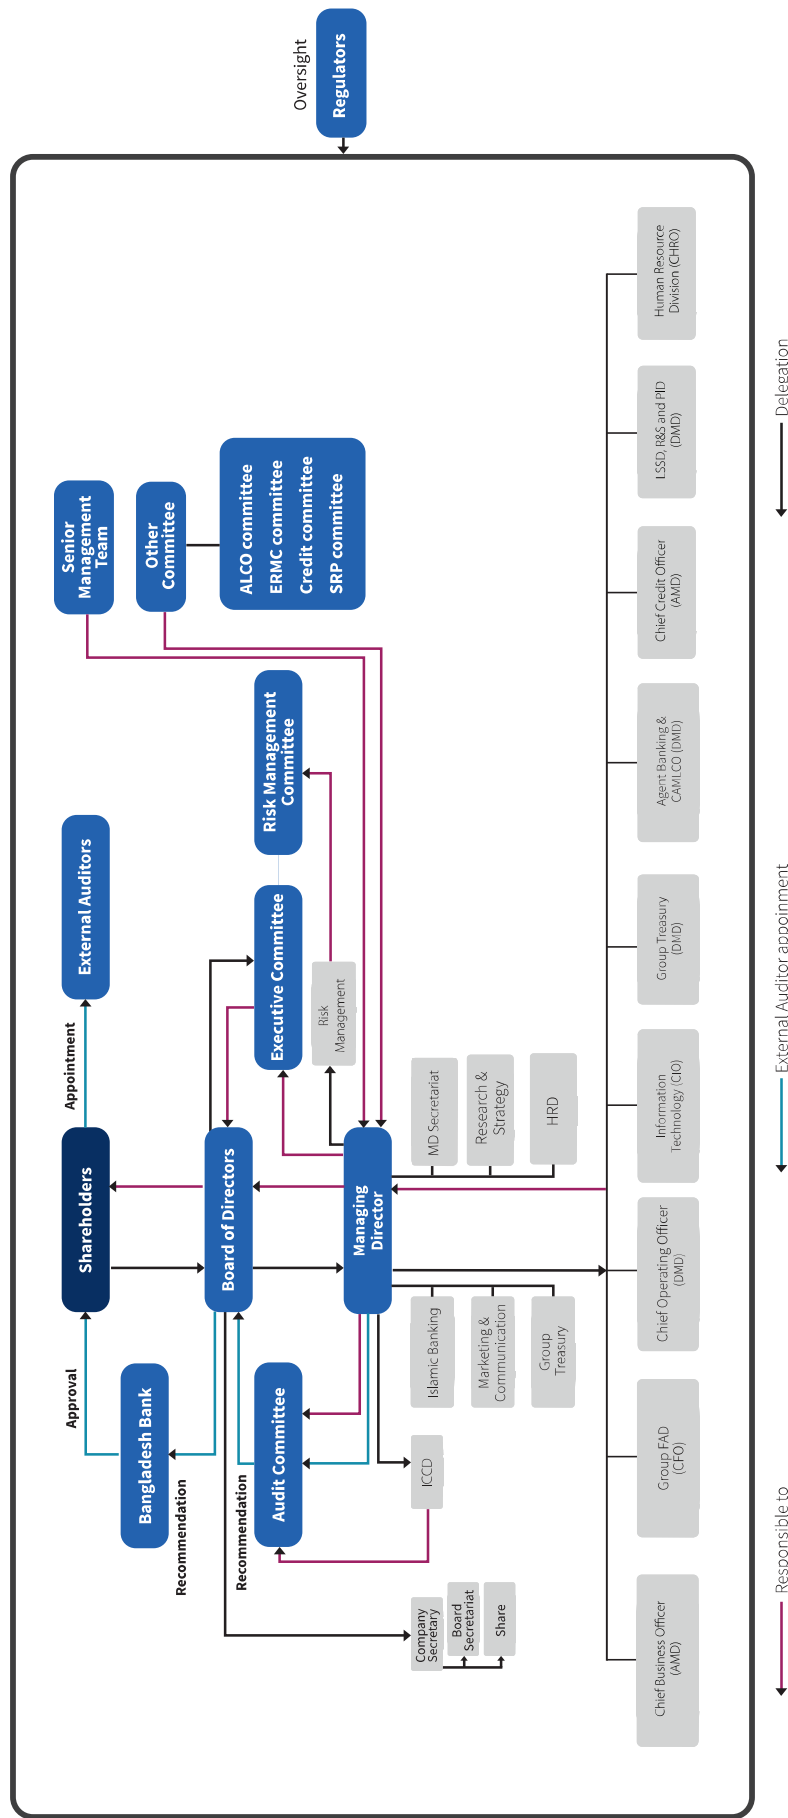 Oversight
Regulators
Shareholders
Appointment
External Auditors
Approval
Bangladesh Bank
Recommendation
Board of Directors
Senior
Management
Team
Other
Committee
ALCO committee
ERMC committee
Credit committee
SRP committee
Recommendation
Audit Committee
Executive Committee
Risk Management
Committee
Risk
Management
Managing
Director
Company
Secretary
Board
Secretariat
Share
ICCD
Islamic Banking
Marketing &
Communication
Group
Treasury
MD Secretariat
Research &
Strategy
HRD
Chief Business Officer
(AMD)
Group FAD
(CFO)
Chief Operating Officer
(DMD)
Information
Technology (CIO)
Group Treasury
(DMD)
Agent Banking &
CAMLCO (DMD)
Chief Credit Officer
(AMD)
LSSD, R&S and PID
(DMD)
Human Resource
Division (CHRO)
Responsible to
External Auditor appoinment
Delegation